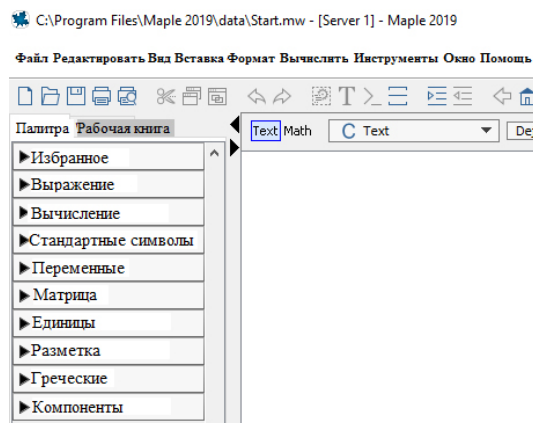 C:\Program Files\Maple 2019\data\Start.mw - [Server 1] - Maple 2019
Файл Редактировать Вид Вставка Формат Вычислить Инструменты Окно Помощь
Палитра Рабочая книга
Text Math C Text
Избранное
Выражение
Вычисление
Стандартные символы
Переменные
Матрица
Единицы
Разметка
Греческие
Компоненты